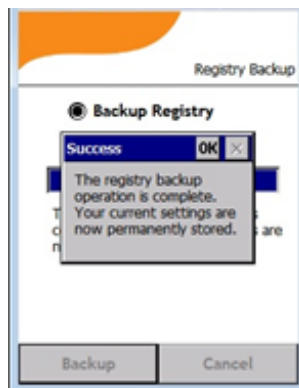 Registry Backup
Backup Registry
Success OK
The registry backup
operation is complete.
Your current settings are
now permanently stored.
are
Backup Cancel